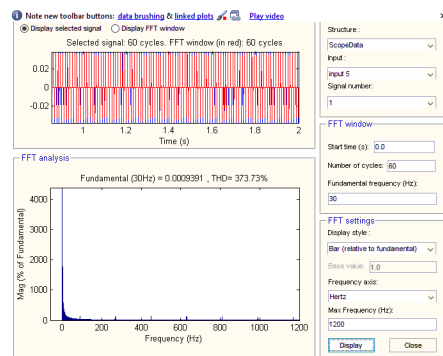 Note new toolbar buttons: data brushing & linked plots Play video
Display selected signal Display FFT window
Selected signal: 60 cycles. FFT window (in red): 60 cycles
0.02
0
-0.02
1 1.2 1.4 1.6 1.8 2
Time (s)
FFT analysis
Fundamental (30Hz) = 0.0009391 , THD= 373.73%
Mag (% of Fundamental)
4000
3000
2000
1000
0
0 200 400 600 800 1000 1200
Frequency (Hz)
Structure :
ScopeData
Input :
input 5
Signal number:
1
FFT window
Start time (s): 0.0
Number of cycles: 60
Fundamental frequency (Hz):
30
FFT settings
Display style :
Bar (relative to fundamental)
Base value: 1.0
Frequency axis:
Hertz
Max Frequency (Hz):
1200
Display Close